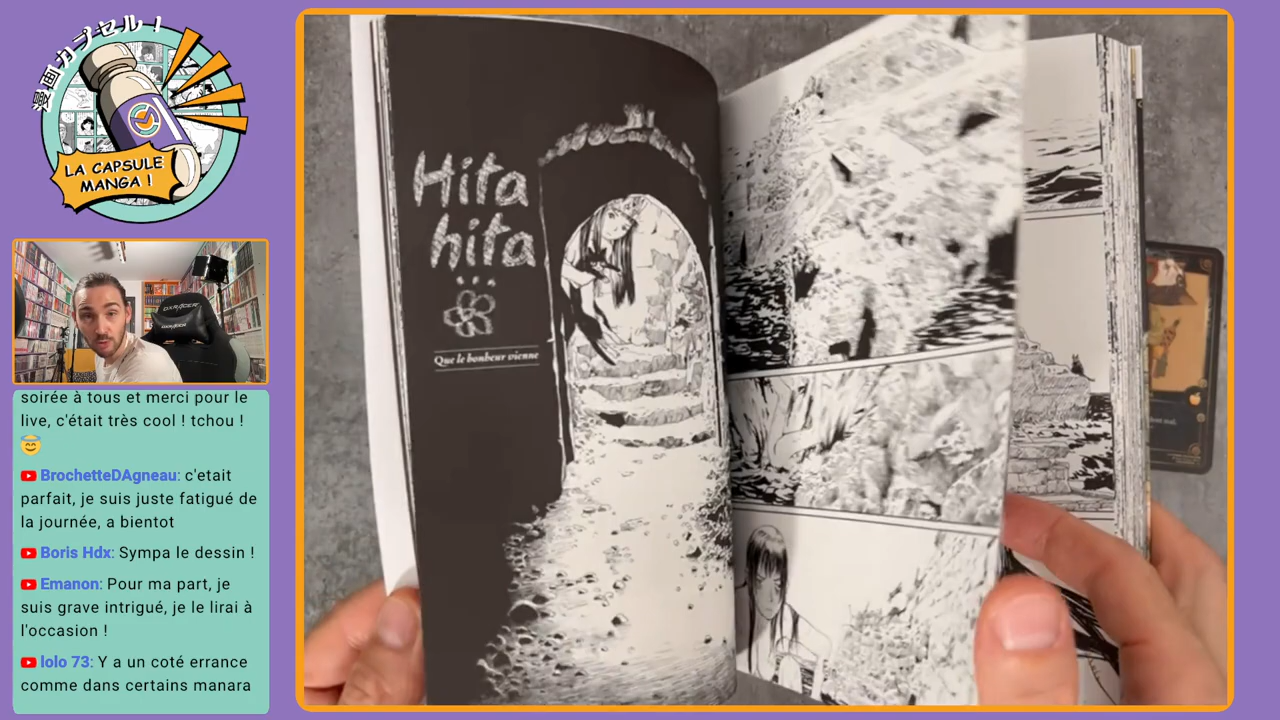 漫画カプセル!
LA CAPSULE
MANGA !
DXRACER
soirée à tous et merci pour le
live, c'était très cool ! tchou !
😇
BrochetteDAgneau: c'etait
parfait, je suis juste fatigué de
la journée, a bientot
Boris Hdx: Sympa le dessin !
Emanon: Pour ma part, je
suis grave intrigué, je le lirai à
l'occasion !
lolo 73: Y a un coté errance
comme dans certains manara
Hita
hita
Que le bonheur vienne